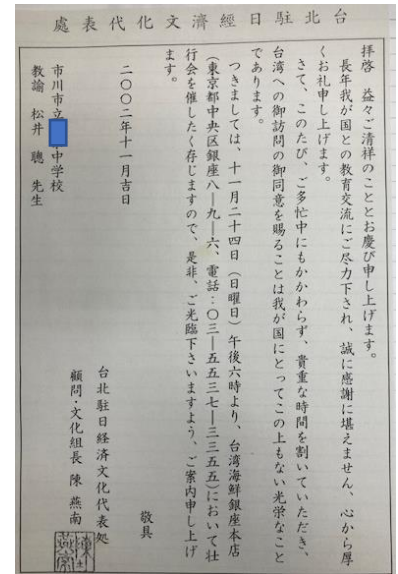 台北駐日經濟文化代表處
拝啓　益々ご清祥のこととお慶び申し上げます。
長年我が国との教育交流にご尽力下され、誠に感謝に堪えません、心から厚
くお礼申し上げます。
さて、このたび、ご多忙中にもかかわらず、貴重な時間を割いていただき、
台湾への御訪問の御同意を賜ることは我が国にとってこの上もない光栄なこと
であります。
つきましては、十一月二十四日（日曜日）午後六時より、台湾海鮮銀座本店
（東京都中央区銀座八―九―六、電話：〇三―五五三七―三三五五）において壮
行会を催したく存じますので、是非、ご光臨下さいますよう、ご案内申し上げ
ます。
敬具
二〇〇二年十一月吉日
台北駐日経済文化代表処
顧問・文化組長　陳　燕南
市川市立 中学校
教諭　松井　聰　先生